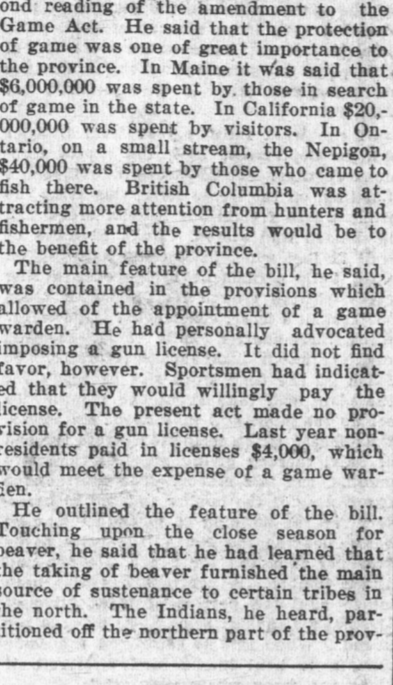 ond reading of the amendment to the
Game Act. He said that the protection
of game was one of great importance to
the province. In Maine it was said that
$6,000,000 was spent by those in search
of game in the state. In California $20,-
000,000 was spent by visitors. In On-
tario, on a small stream, the Nepigon,
$40,000 was spent by those who came to
fish there. British Columbia was at-
tracting more attention from hunters and
fishermen, and the results would be to
the benefit of the province.
The main feature of the bill, he said,
was contained in the provisions which
allowed of the appointment of a game
warden. He had personally advocated
imposing a gun license. It did not find
favor, however. Sportsmen had indicat-
ed that they would willingly pay the
license. The present act made no pro-
vision for a gun license. Last year non-
residents paid in licenses $4,000, which
would meet the expense of a game war-
den.
He outlined the feature of the bill.
Touching upon the close season for
beaver, he said that he had learned that
the taking of beaver furnished the main
source of sustenance to certain tribes in
the north. The Indians, he heard, par-
titioned off the northern part of the prov-